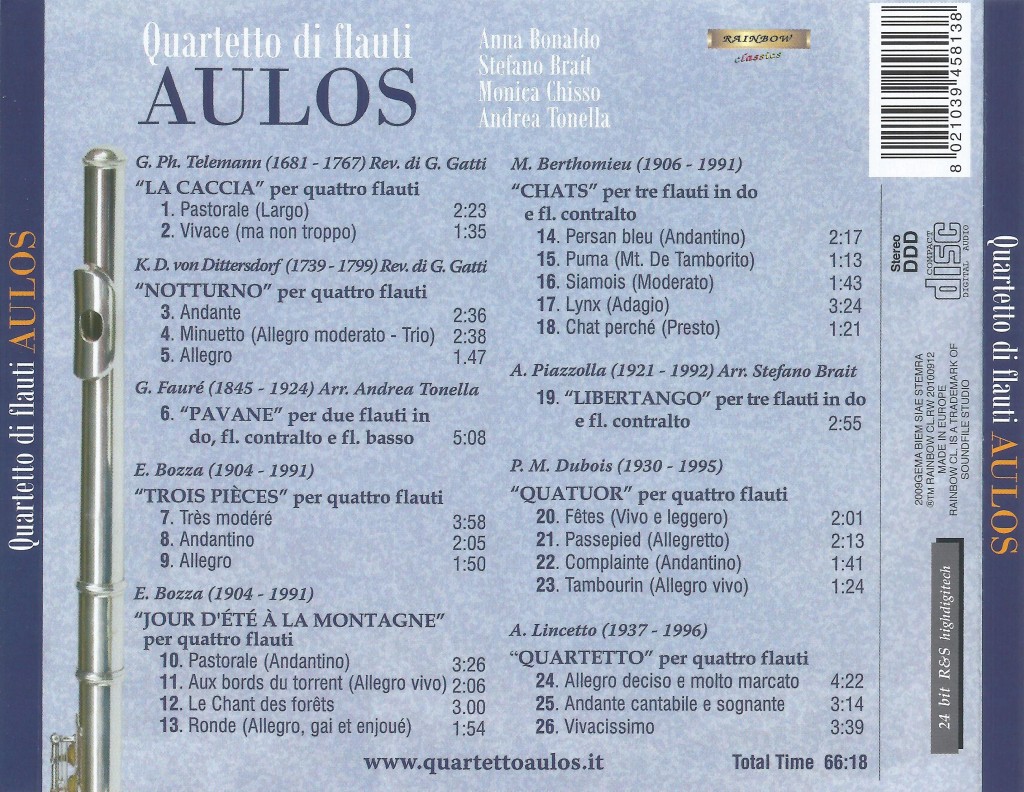 Quartetto di flauti
AULOS
Anna Bonaldo
Stefano Brait
Monica Chisso
Andrea Tonella
RAINBOW
classics
8 021039 458138
G. Ph. Telemann (1681 - 1767) Rev. di G. Gatti
“LA CACCIA” per quattro flauti
1. Pastorale (Largo) 2:23
2. Vivace (ma non troppo) 1:35
K. D. von Dittersdorf (1739 - 1799) Rev. di G. Gatti
“NOTTURNO” per quattro flauti
3. Andante 2:36
4. Minuetto (Allegro moderato - Trio) 2:38
5. Allegro 1.47
G. Fauré (1845 - 1924) Arr. Andrea Tonella
6. “PAVANE” per due flauti in
do, fl. contralto e fl. basso 5:08
E. Bozza (1904 - 1991)
“TROIS PIÈCES” per quattro flauti
7. Très modéré 3:58
8. Andantino 2:05
9. Allegro 1:50
E. Bozza (1904 - 1991)
“JOUR D'ÉTÉ À LA MONTAGNE”
per quattro flauti
10. Pastorale (Andantino) 3:26
11. Aux bords du torrent (Allegro vivo) 2:06
12. Le Chant des forêts 3.00
13. Ronde (Allegro, gai et enjoué) 1:54
M. Berthomieu (1906 - 1991)
“CHATS” per tre flauti in do
e fl. contralto
14. Persan bleu (Andantino) 2:17
15. Puma (Mt. De Tamborito) 1:13
16. Siamois (Moderato) 1:43
17. Lynx (Adagio) 3:24
18. Chat perché (Presto) 1:21
A. Piazzolla (1921 - 1992) Arr. Stefano Brait
19. “LIBERTANGO” per tre flauti in do
e fl. contralto 2:55
P. M. Dubois (1930 - 1995)
“QUATUOR” per quattro flauti
20. Fêtes (Vivo e leggero) 2:01
21. Passepied (Allegretto) 2:13
22. Complainte (Andantino) 1:41
23. Tambourin (Allegro vivo) 1:24
A. Lincetto (1937 - 1996)
“QUARTETTO” per quattro flauti
24. Allegro deciso e molto marcato 4:22
25. Andante cantabile e sognante 3:14
26. Vivacissimo 3:39
www.quartettoaulos.it
Total Time 66:18
Stereo
DDD
COMPACT
disc
DIGITAL AUDIO
2009GEMA BIEM SIAE STEMRA
®TM RAINBOW CL.RW 20100912
MADE IN EUROPE
RAINBOW CL. IS A TRADEMARK OF
SOUNDFILE STUDIO
24 bit R&S highdigitech
Quartetto di flauti AULOS
Quartetto di flauti AULOS